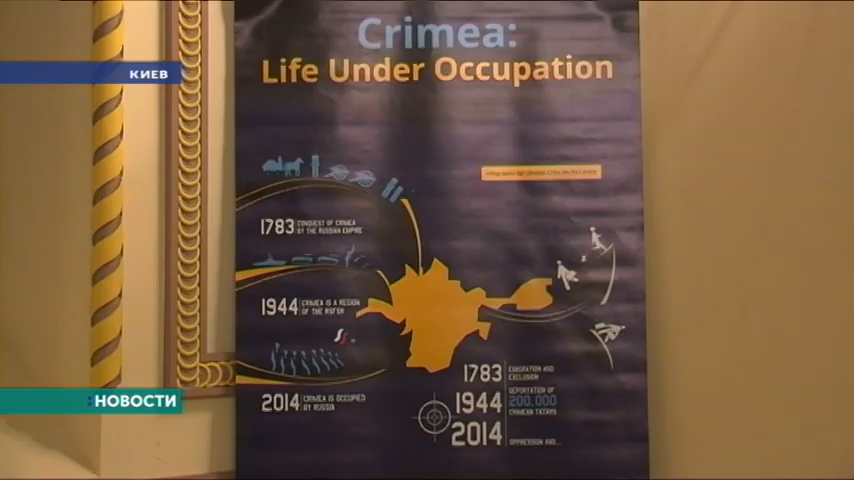 Crimea:
Life Under Occupation
КИЕВ
1783 CONQUEST OF CRIMEA
BY THE RUSSIAN EMPIRE
1944 CRIMEA IS A REGION
OF THE RSFSR
2014 CRIMEA IS OCCUPIED
BY RUSSIA
1783 EMIGRATION AND
EXCLUSION
1944 DEPORTATION OF
200,000
CRIMEAN TATARS
2014 OPPRESSION AND...
НОВОСТИ